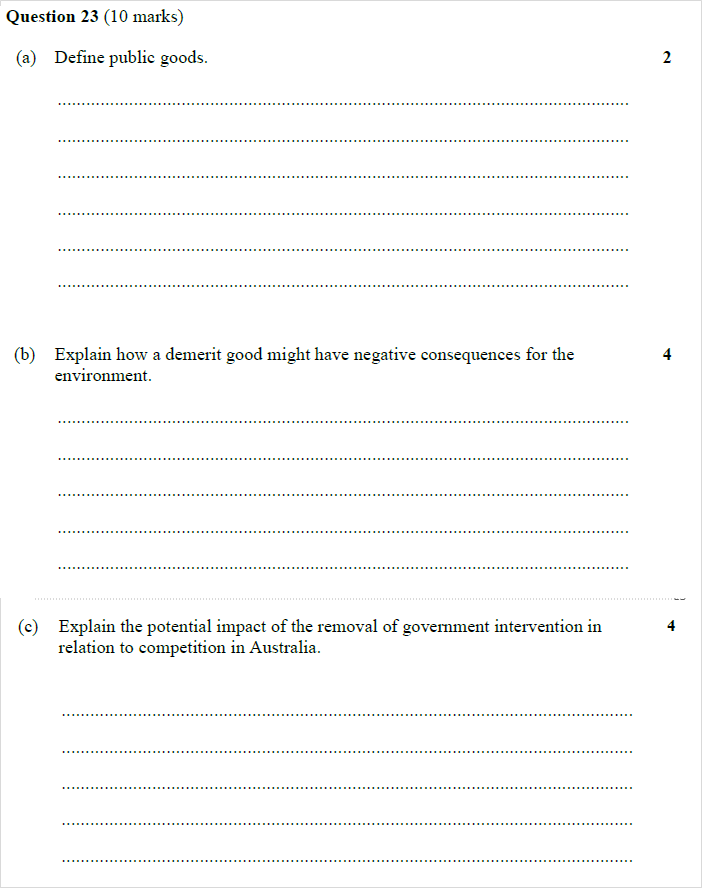 Question 23 (10 marks)
(a) Define public goods. 2
(b) Explain how a demerit good might have negative consequences for the 4
environment.
(c) Explain the potential impact of the removal of government intervention in 4
relation to competition in Australia.